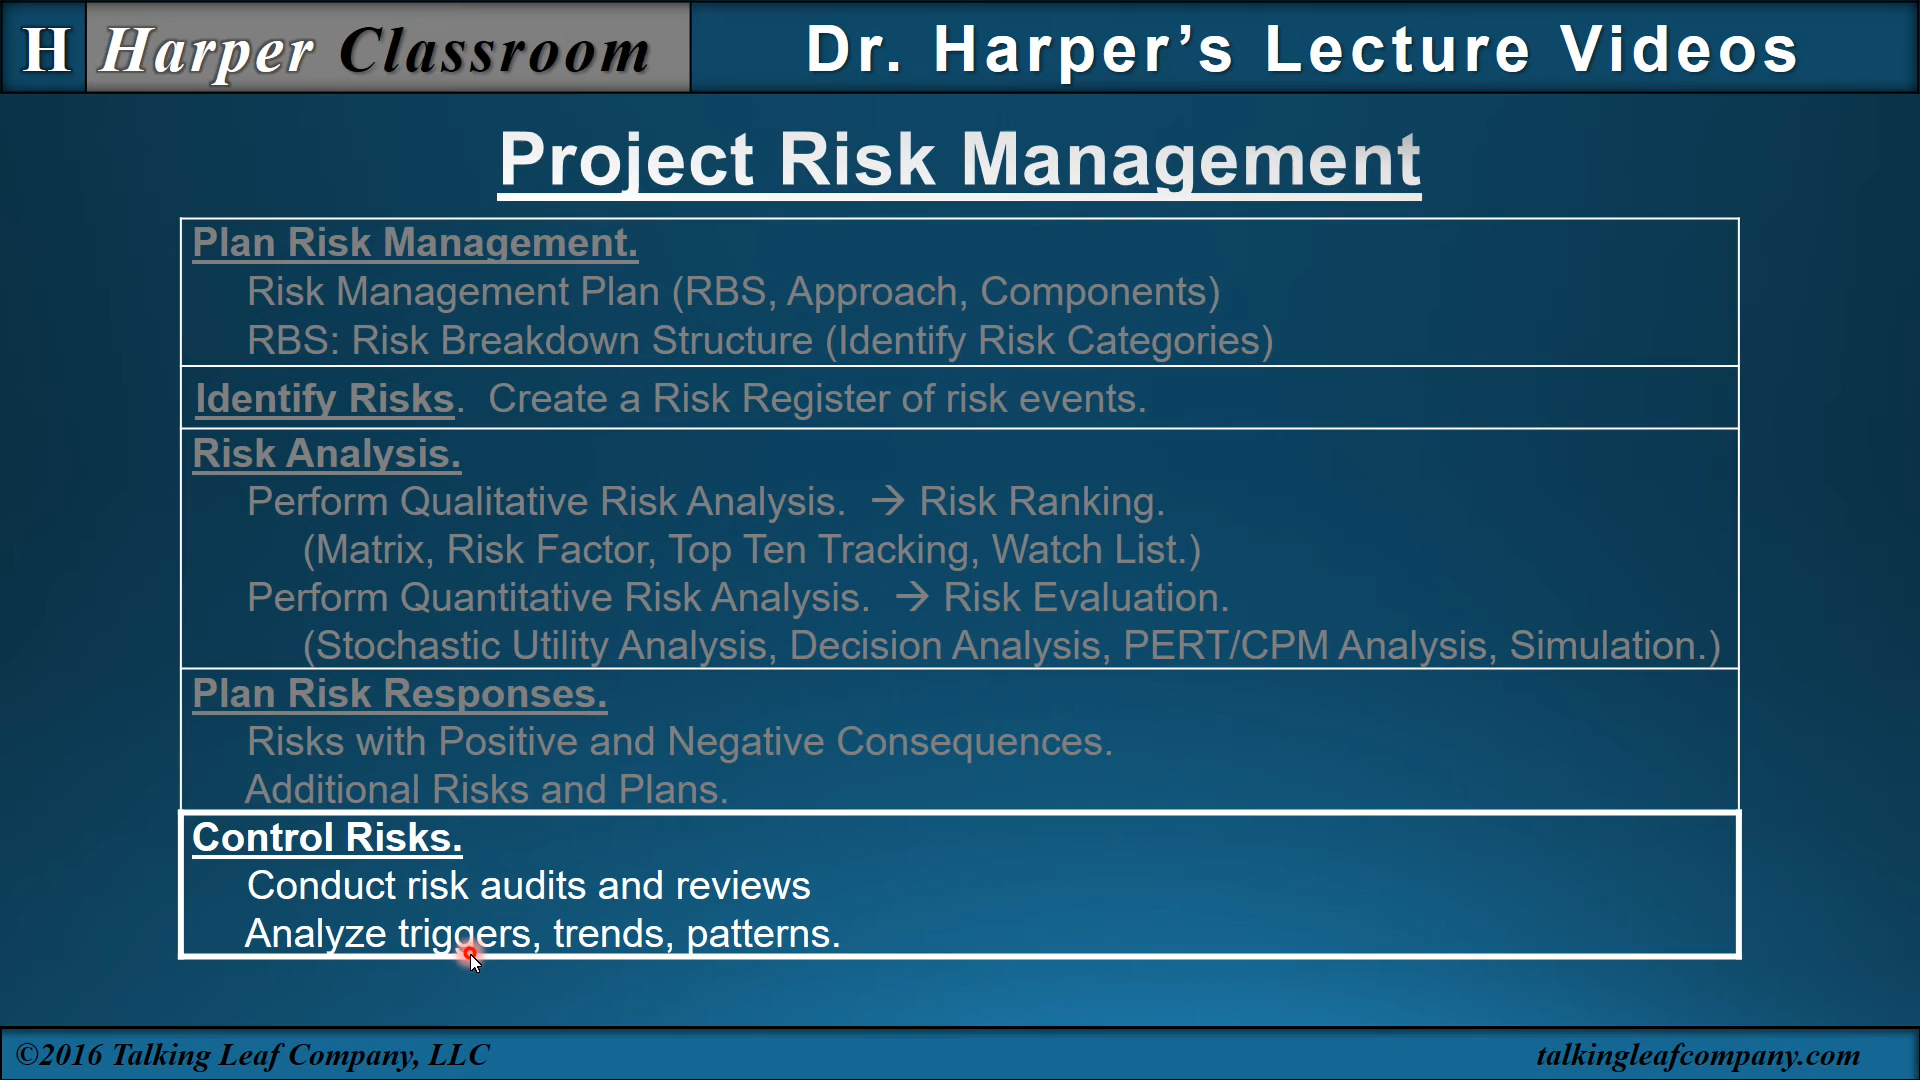 H Harper Classroom
Dr. Harper's Lecture Videos
Project Risk Management
Plan Risk Management.
Risk Management Plan (RBS, Approach, Components)
RBS: Risk Breakdown Structure (Identify Risk Categories)
Identify Risks. Create a Risk Register of risk events.
Risk Analysis.
Perform Qualitative Risk Analysis. → Risk Ranking.
(Matrix, Risk Factor, Top Ten Tracking, Watch List.)
Perform Quantitative Risk Analysis. → Risk Evaluation.
(Stochastic Utility Analysis, Decision Analysis, PERT/CPM Analysis, Simulation.)
Plan Risk Responses.
Risks with Positive and Negative Consequences.
Additional Risks and Plans.
Control Risks.
Conduct risk audits and reviews
Analyze triggers, trends, patterns.
©2016 Talking Leaf Company, LLC
talkingleafcompany.com